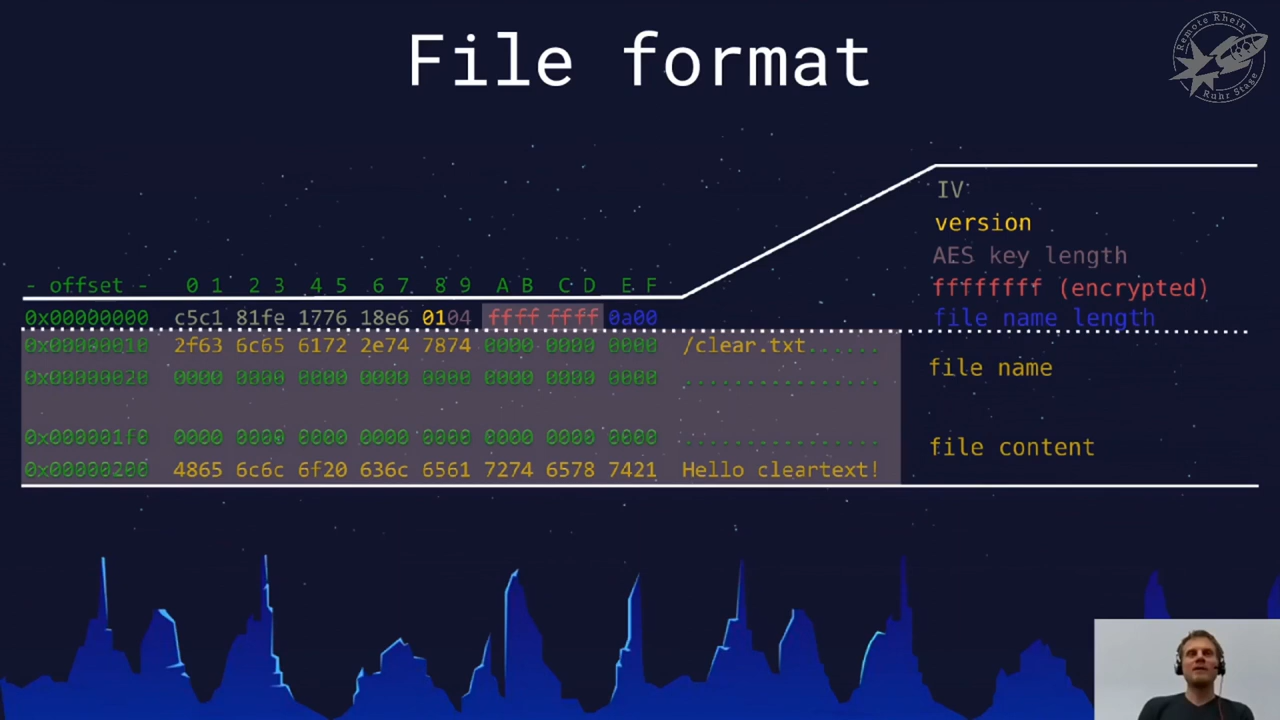 File format
Remote Rhein
Ruhr Stage
IV
version
AES key length
ffffffff (encrypted)
file name length
- offset - 0 1 2 3 4 5 6 7 8 9 A B C D E F
0x00000000 c5c1 81fe 1776 18e6 0104 ffff ffff 0a00
0x00000010 2f63 6c65 6172 2e74 7874 0000 0000 0000 /clear.txt......
0x00000020 0000 0000 0000 0000 0000 0000 0000 0000 ................
file name
0x000001f0 0000 0000 0000 0000 0000 0000 0000 0000 ................
0x00000200 4865 6c6c 6f20 636c 6561 7274 6578 7421 Hello cleartext!
file content